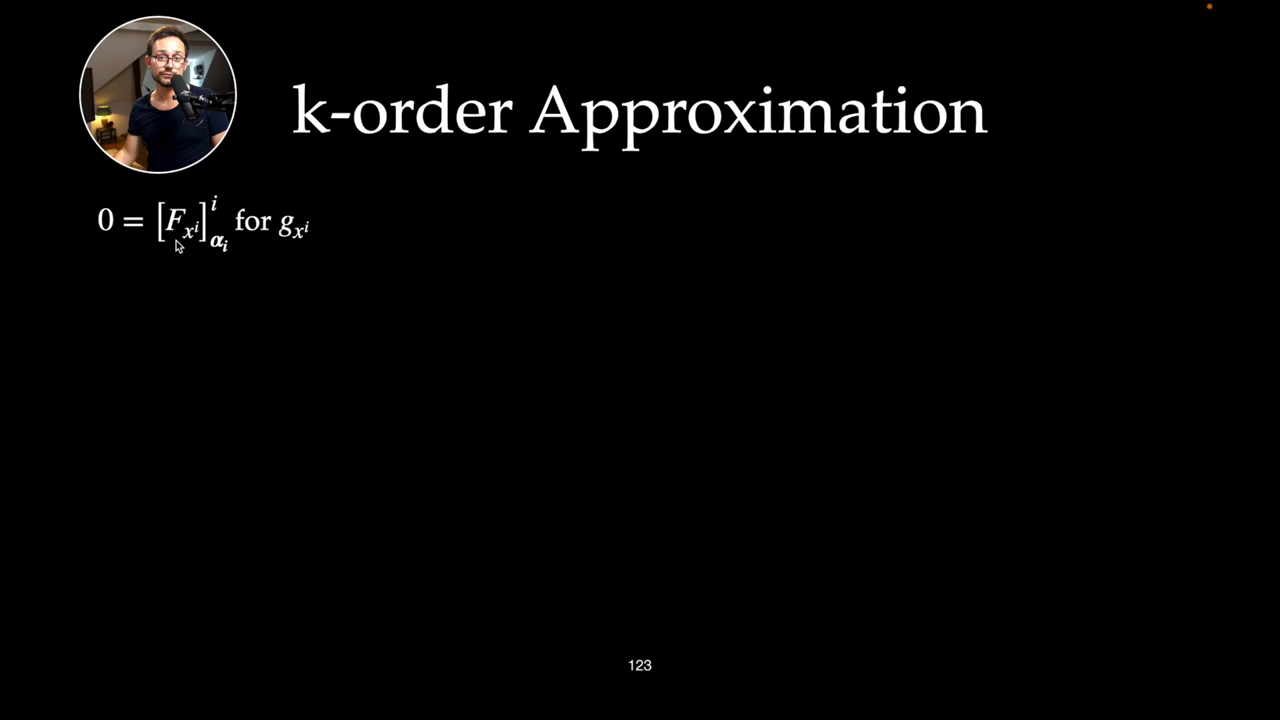 k-order Approximation
0 = [F_{x^i}]^i_{α_i} for g_{x^i}
123